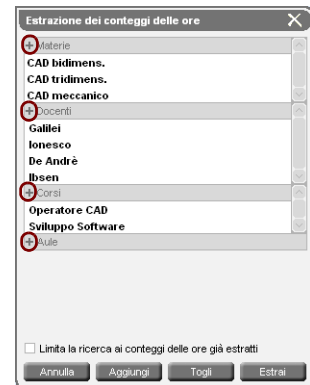 Estrazione dei conteggi delle ore
Materie
CAD bidimens.
CAD tridimens.
CAD meccanico
Docenti
Galilei
Ionesco
De Andrè
Ibsen
Corsi
Operatore CAD
Sviluppo Software
Aule
Limita la ricerca ai conteggi delle ore già estratti
Annulla Aggiungi Togli Estrai